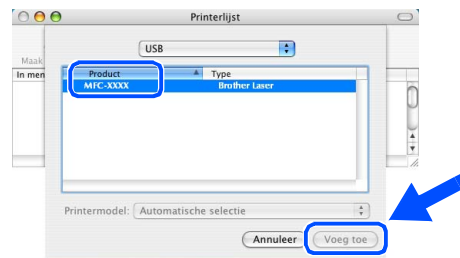 Printerlijst
USB
Maak
In men
Product Type
MFC-XXXX Brother Laser
Printermodel: Automatische selectie
Annuleer Voeg toe